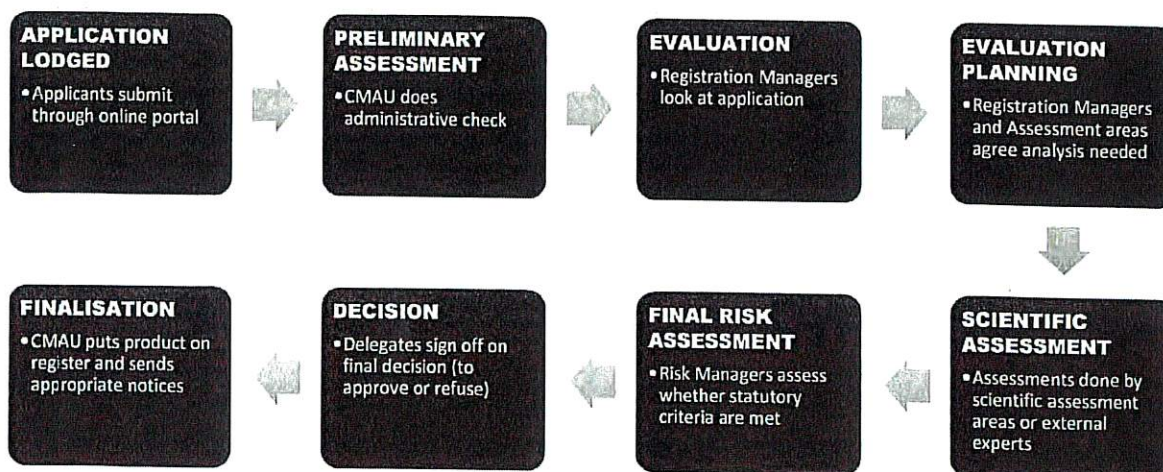 APPLICATION
LODGED
• Applicants submit
through online portal
PRELIMINARY
ASSESSMENT
• CMAU does
administrative check
EVALUATION
• Registration Managers
look at application
EVALUATION
PLANNING
• Registration Managers
and Assessment areas
agree analysis needed
SCIENTIFIC
ASSESSMENT
• Assessments done by
scientific assessment
areas or external
experts
FINAL RISK
ASSESSMENT
• Risk Managers assess
whether statutory
criteria are met
DECISION
• Delegates sign off on
final decision (to
approve or refuse)
FINALISATION
• CMAU puts product on
register and sends
appropriate notices